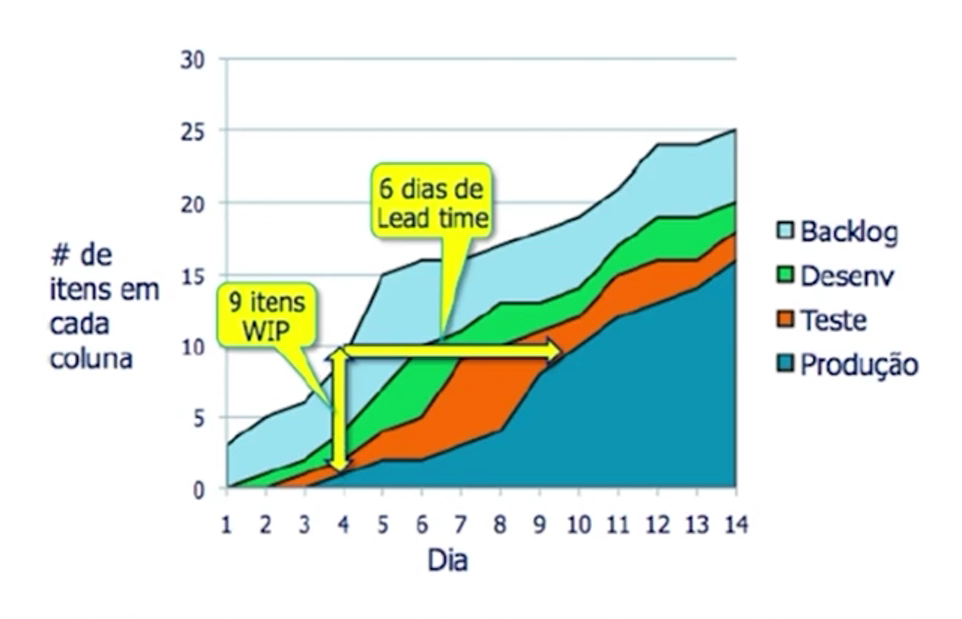 30
25
20
15
10
5
0
# de
itens em
cada
coluna
9 itens
WIP
6 dias de
Lead time
1 2 3 4 5 6 7 8 9 10 11 12 13 14
Dia
Backlog
Desenv
Teste
Produção